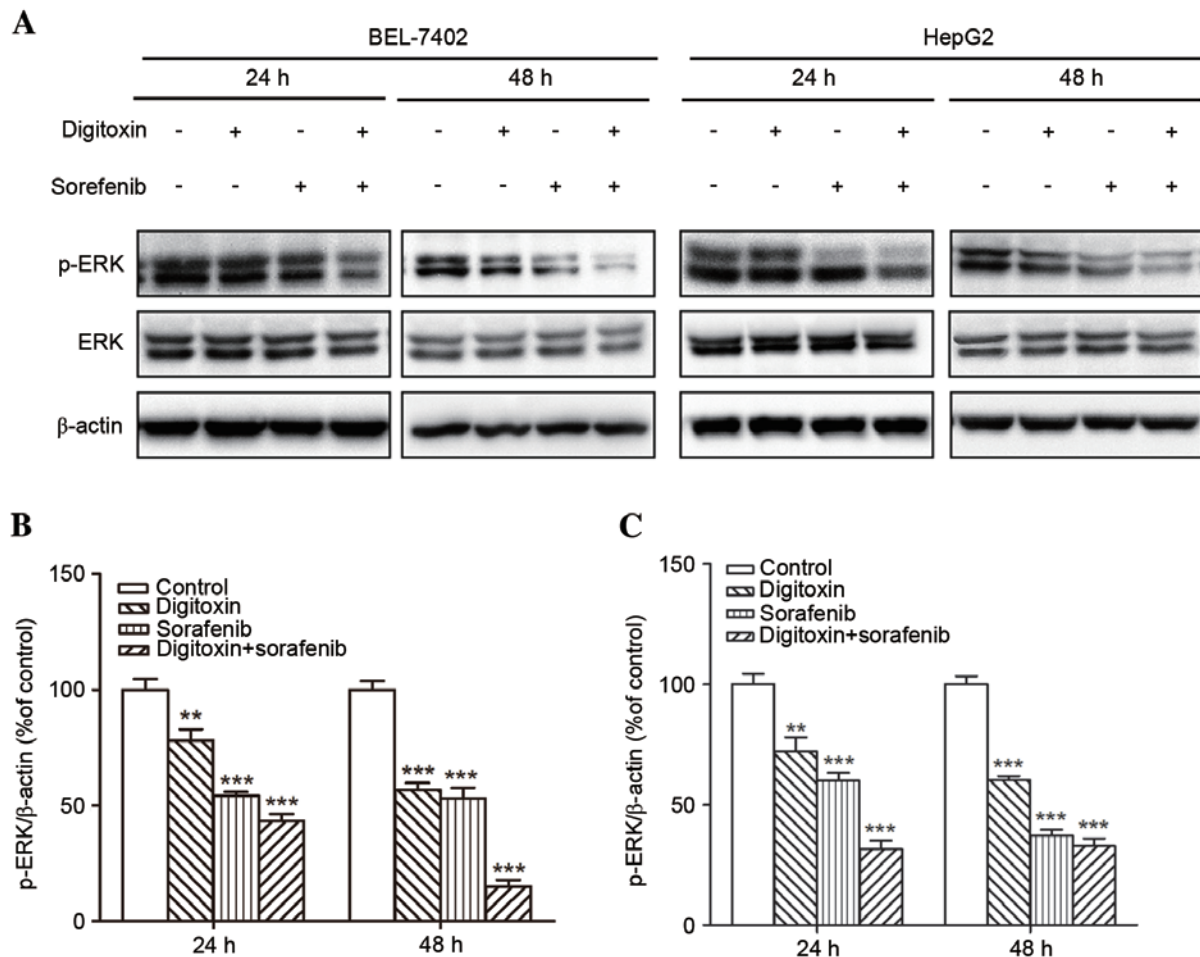 A
BEL-7402 HepG2
24 h 48 h 24 h 48 h
Digitoxin - + - + - + - + - + - + - + - +
Sorefenib - - + + - - + + - - + + - - + +
p-ERK
ERK
β-actin
B
150
100
50
0
p-ERK/β-actin (%of control)
Control
Digitoxin
Sorafenib
Digitoxin+sorafenib
** *** *** *** *** ***
24 h 48 h
C
150
100
50
0
p-ERK/β-actin (%of control)
Control
Digitoxin
Sorafenib
Digitoxin+sorafenib
** *** *** *** *** ***
24 h 48 h